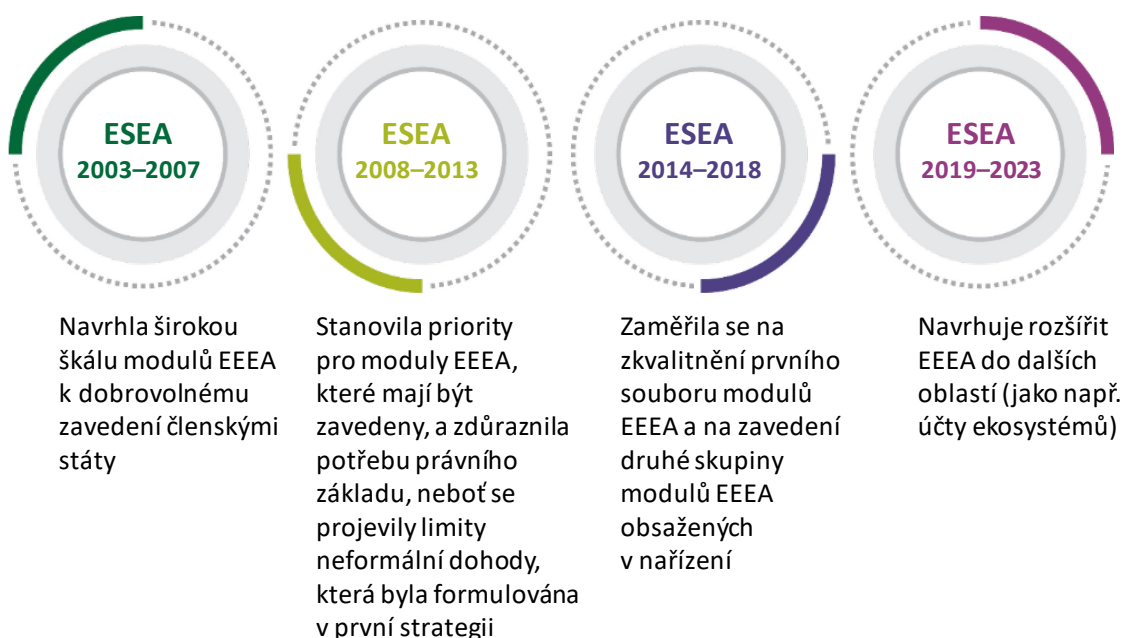 ESEA
2003–2007
Navrhla širokou
škálu modulů EEEA
k dobrovolnému
zavedení členskými
státy
ESEA
2008–2013
Stanovila priority
pro moduly EEEA,
které mají být
zavedeny, a zdůraznila
potřebu právního
základu, neboť se
projevily limity
neformální dohody,
která byla formulována
v první strategii
ESEA
2014–2018
Zaměřila se na
zkvalitnění prvního
souboru modulů
EEEA a na zavedení
druhé skupiny
modulů EEEA
obsažených
v nařízení
ESEA
2019–2023
Navrhuje rozšířit
EEEA do dalších
oblastí (jako např.
účty ekosystémů)